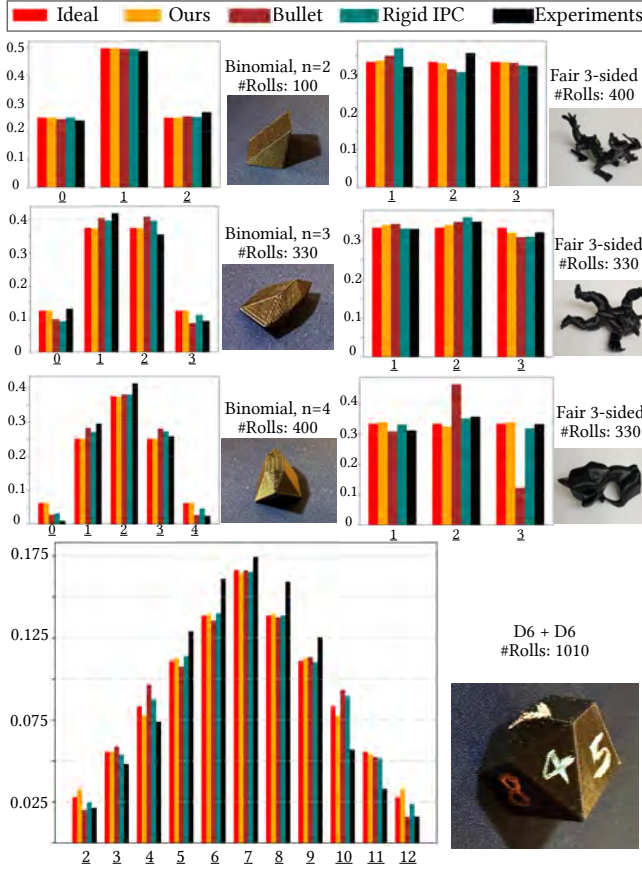 Ideal Ours Bullet Rigid IPC Experiments
0.5
0.4
0.3
0.2
0.1
0
0 1 2
Binomial, n=2
#Rolls: 100
0.3
0.2
0.1
0
1 2 3
Fair 3-sided
#Rolls: 400
0.4
0.3
0.2
0.1
0
0 1 2 3
Binomial, n=3
#Rolls: 330
0.3
0.2
0.1
0
1 2 3
Fair 3-sided
#Rolls: 330
0.4
0.3
0.2
0.1
0
0 1 2 3 4
Binomial, n=4
#Rolls: 400
0.4
0.3
0.2
0.1
0
1 2 3
Fair 3-sided
#Rolls: 330
0.175
0.125
0.075
0.025
2 3 4 5 6 7 8 9 10 11 12
D6 + D6
#Rolls: 1010
8 4 5